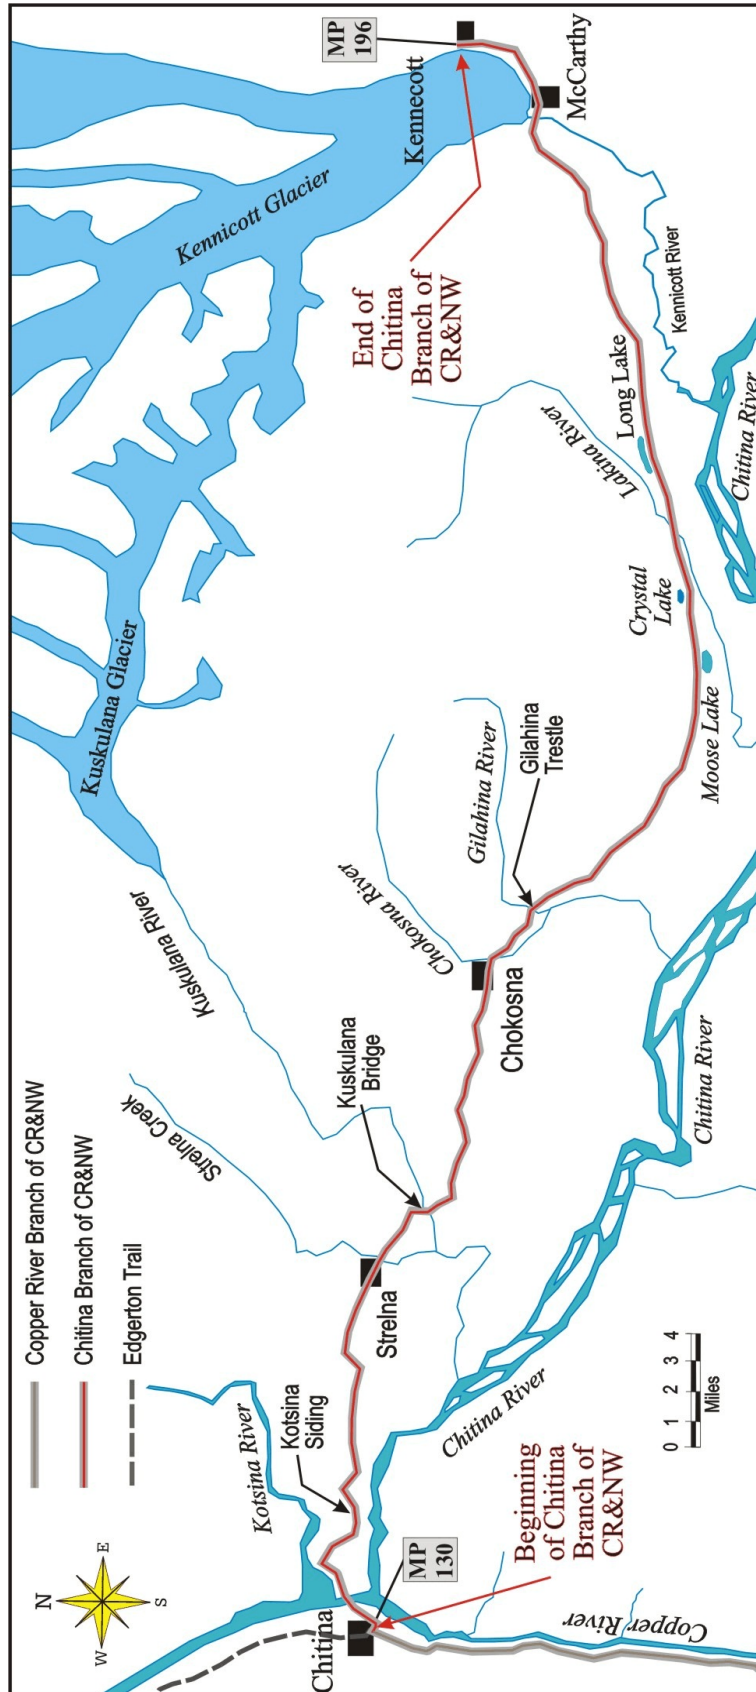 N
W
E
S
Copper River Branch of CR&NW
Chitina Branch of CR&NW
Edgerton Trail
Kotsina River
Kotsina
Siding
Chitina
MP
130
Beginning
of Chitina
Branch of
CR&NW
Copper River
Chitina River
0 1 2 3 4
Miles
Strelna
Strelna Creek
Kuskulana
Bridge
Kuskulana River
Kuskulana Glacier
Chokosna
Chokosna River
Gilahina River
Gilahina
Trestle
Chitina River
Moose Lake
Crystal
Lake
Lakina River
Long Lake
Chitina River
Kennicott River
End of
Chitina
Branch of
CR&NW
Kennicott Glacier
Kennecott
MP
196
McCarthy